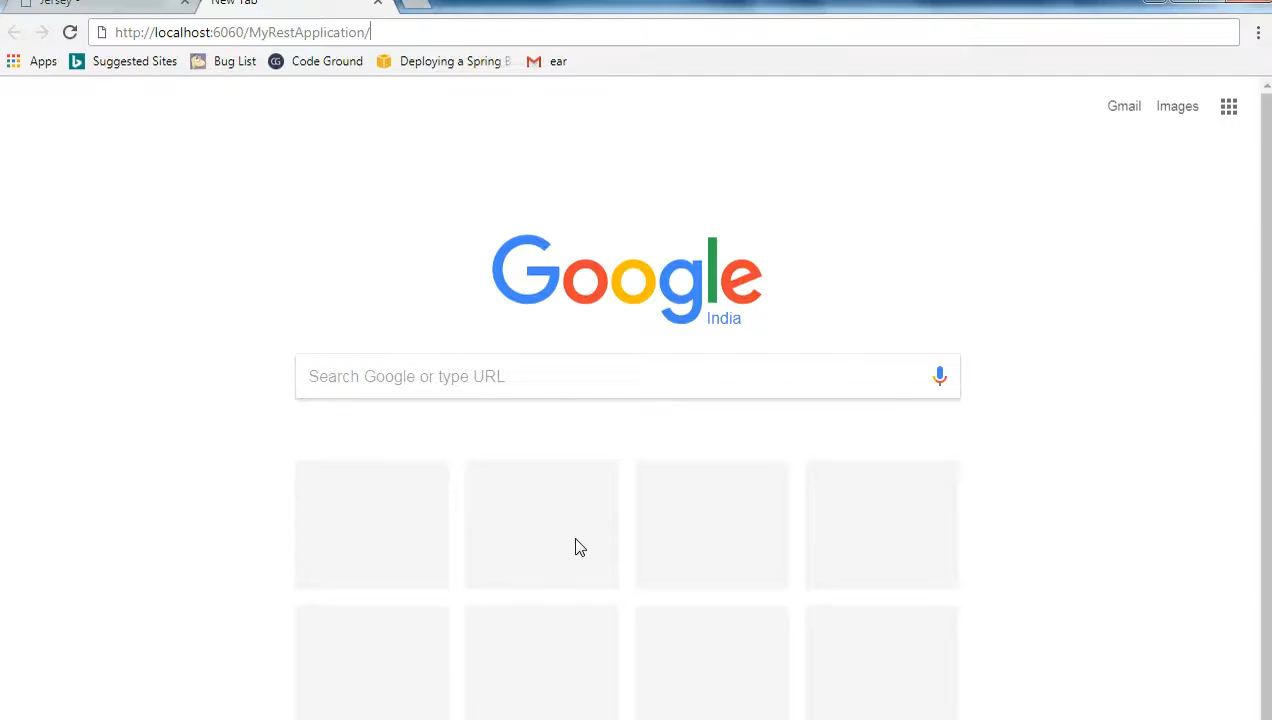 Jersey - New Tab
http://localhost:6060/MyRestApplication/
Apps Suggested Sites Bug List Code Ground Deploying a Spring B ear
Gmail Images
Google
India
Search Google or type URL